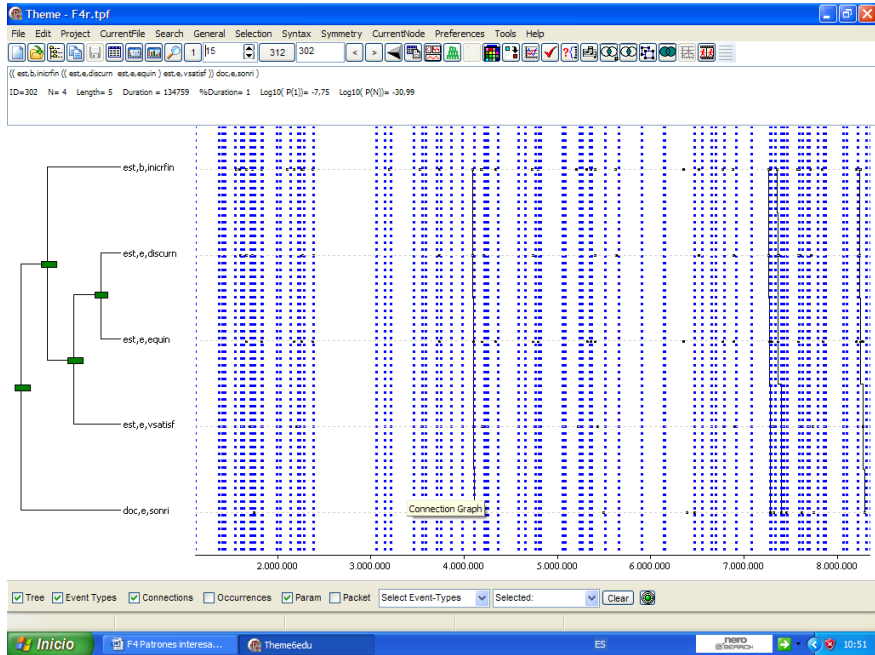 Theme - F4r.tpf
File Edit Project CurrentFile Search General Selection Syntax Symmetry CurrentNode Preferences Tools Help
1 15 312 302 < >
(( est,b,inicrfin (( est,e,discurn est,e,equin ) est,e,vsatisf )) doc,e,sonri )
ID=302 N= 4 Length= 5 Duration = 134759 %Duration= 1 Log10( P(1))= -7,75 Log10( P(N))= -30,99
est,b,inicrfin
est,e,discurn
est,e,equin
est,e,vsatisf
doc,e,sonri
Connection Graph
2.000.000 3.000.000 4.000.000 5.000.000 6.000.000 7.000.000 8.000.000
Tree Event Types Connections Occurrences Param Packet Select Event-Types Selected: Clear
Inicio F4 Patrones interesa... Theme6edu ES nero SEARCH 10:51